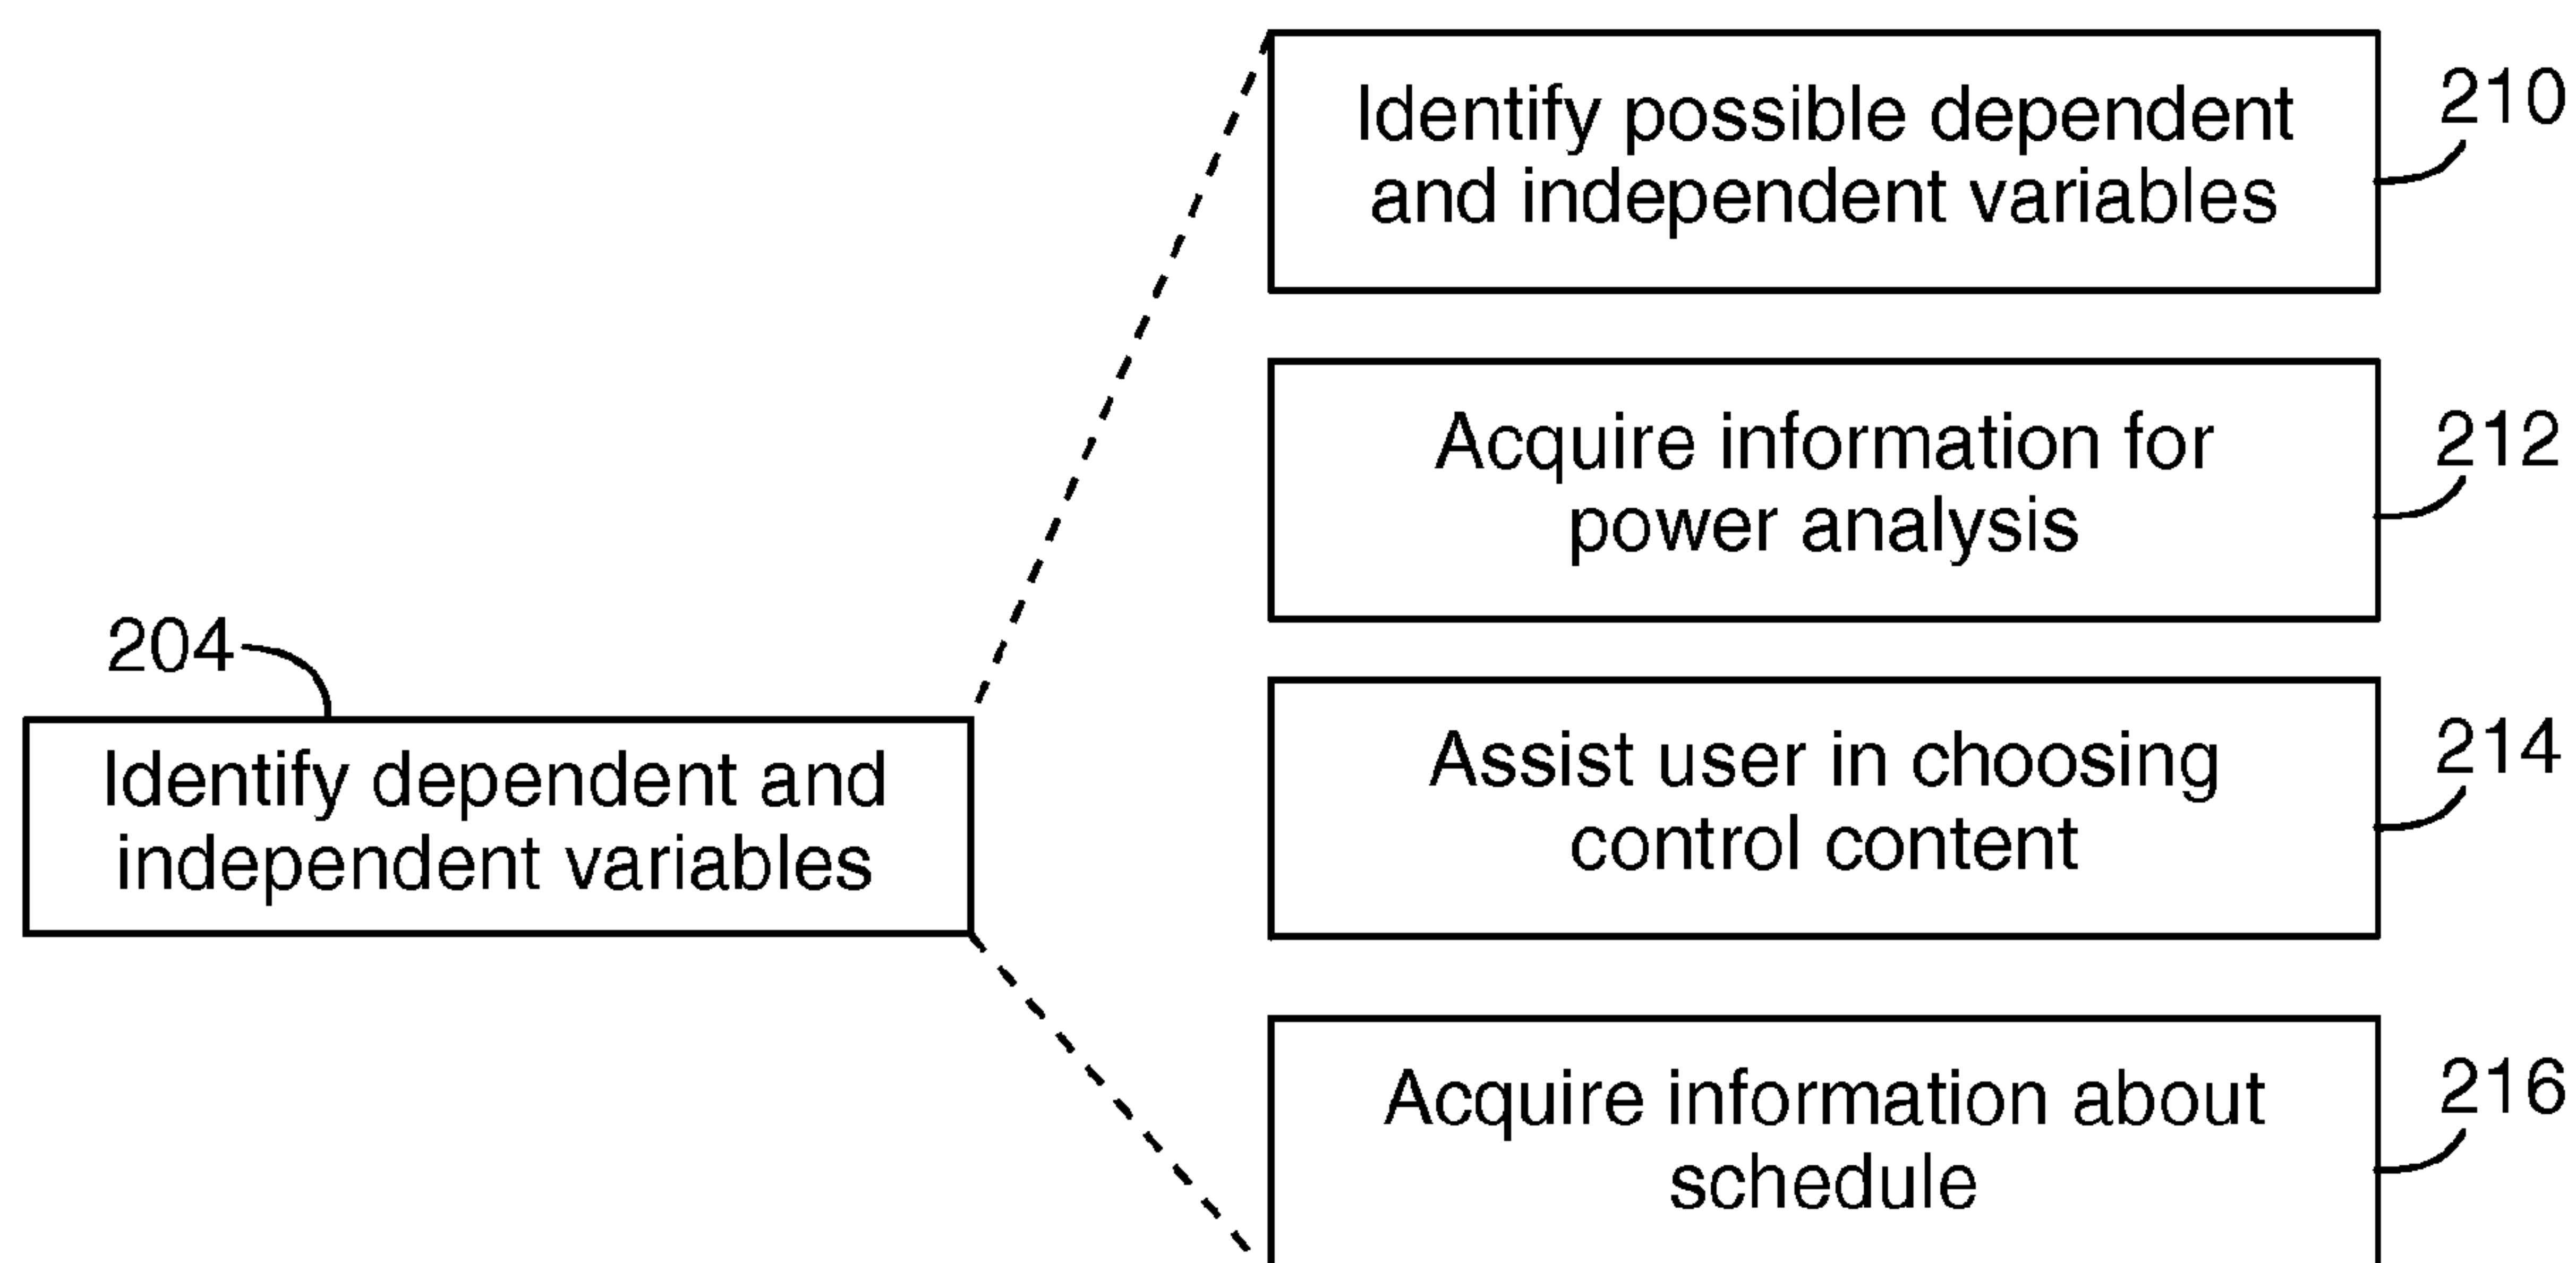 204
Identify dependent and
independent variables
Identify possible dependent
and independent variables
210
Acquire information for
power analysis
212
Assist user in choosing
control content
214
Acquire information about
schedule
216